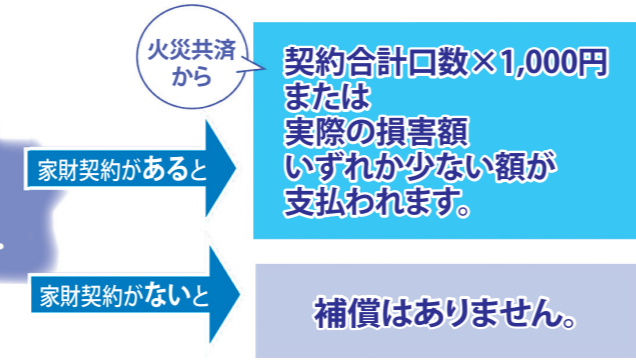 火災共済
から
契約合計口数×1,000円
または
実際の損害額
いずれか少ない額が
支払われます。
家財契約があると
家財契約がないと
補償はありません。